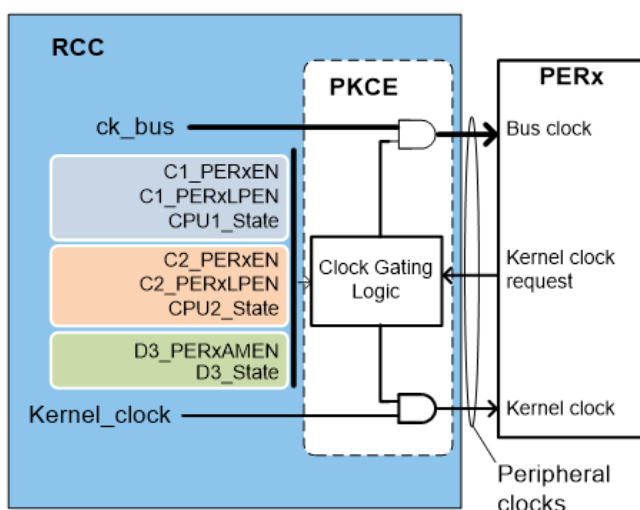 RCC
PKCE
PERx
ck_bus
Bus clock
C1_PERxEN
C1_PERxLPEN
CPU1_State
C2_PERxEN
C2_PERxLPEN
CPU2_State
Clock Gating
Logic
Kernel clock
request
D3_PERxAMEN
D3_State
Kernel_clock
Kernel clock
Peripheral
clocks